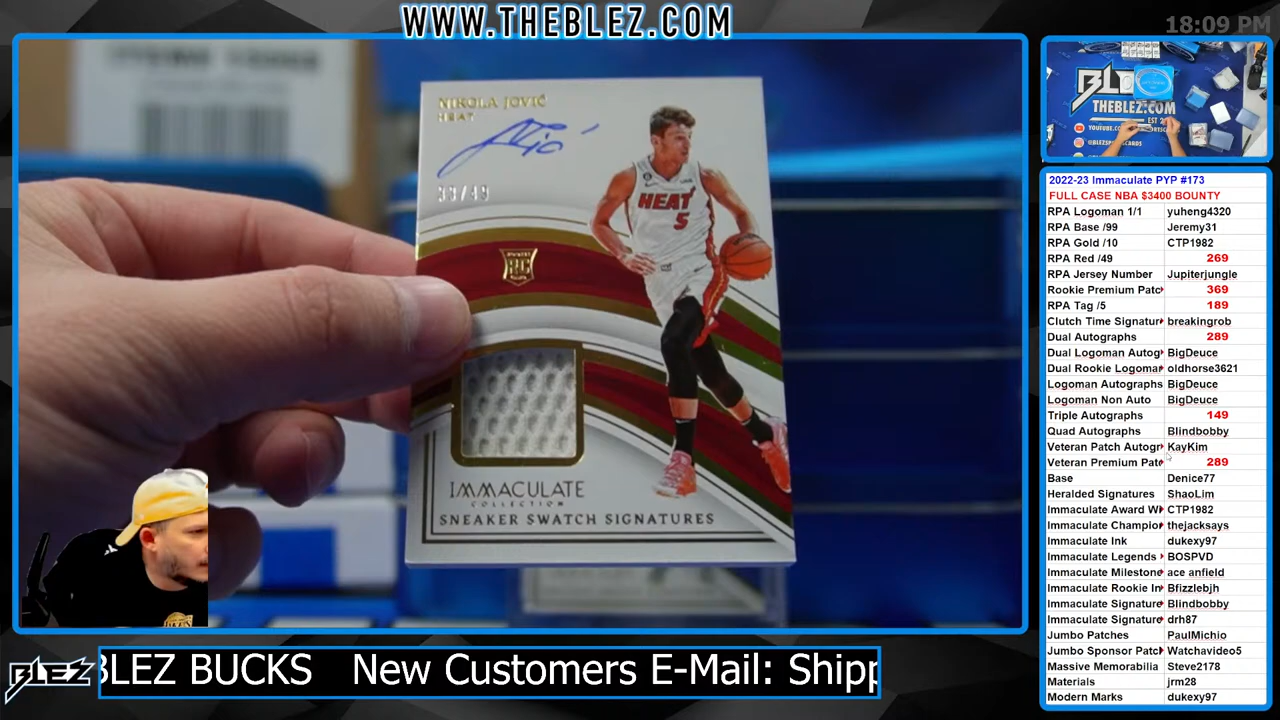 WWW.THEBLEZ.COM
18:09 PM
NIKOLA JOVIĆ
HEAT
33/49
HEAT
5
RC
IMMACULATE
COLLECTION
SNEAKER SWATCH SIGNATURES
THEBLEZ.COM
2022-23 Immaculate PYP #173
FULL CASE NBA $3400 BOUNTY
RPA Logoman 1/1 yuheng4320
RPA Base /99 Jeremy31
RPA Gold /10 CTP1982
RPA Red /49 269
RPA Jersey Number Jupiterjungle
Rookie Premium Patc 369
RPA Tag /5 189
Clutch Time Signatur breakingrob
Dual Autographs 289
Dual Logoman Autog BigDeuce
Dual Rookie Logomar oldhorse3621
Logoman Autographs BigDeuce
Logoman Non Auto BigDeuce
Triple Autographs 149
Quad Autographs Blindbobby
Veteran Patch Autogr KayKim
Veteran Premium Pat 289
Base Denice77
Heralded Signatures ShaoLim
Immaculate Award Wi CTP1982
Immaculate Champio thejacksays
Immaculate Ink dukexy97
Immaculate Legends BOSPVD
Immaculate Milestone ace anfield
Immaculate Rookie In Bfizzlebjh
Immaculate Signature Blindbobby
Immaculate Signature drh87
Jumbo Patches PaulMichio
Jumbo Sponsor Patch Watchavideo5
Massive Memorabilia Steve2178
Materials jrm28
Modern Marks dukexy97
BLEZ
BLEZ BUCKS New Customers E-Mail: Shipp